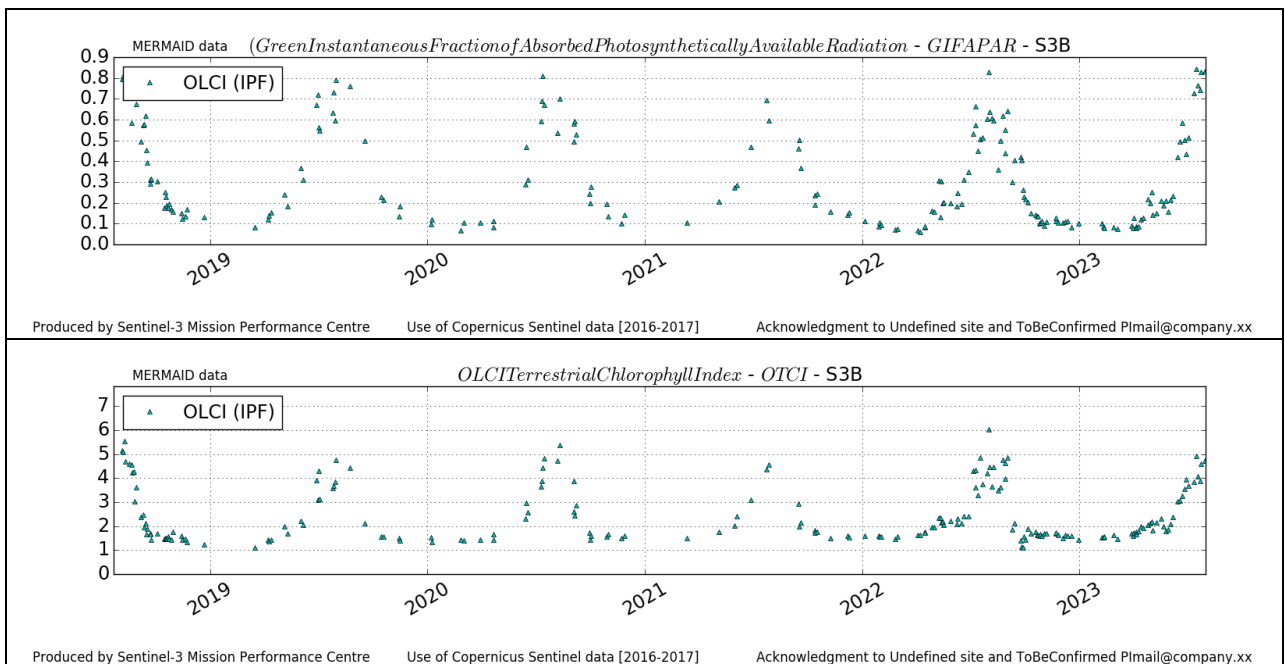 MERMAID data (GreenInstantaneousFractionofAbsorbedPhotosyntheticallyAvailableRadiation - GIFAPAR - S3B
0.9
0.8
0.7
0.6
0.5
0.4
0.3
0.2
0.1
0.0
OLCI (IPF)
2019 2020 2021 2022 2023
Produced by Sentinel-3 Mission Performance Centre Use of Copernicus Sentinel data [2016-2017] Acknowledgment to Undefined site and ToBeConfirmed PImail@company.xx
MERMAID data OLCITerrestrialChlorophyllIndex - OTCI - S3B
7
6
5
4
3
2
1
0
OLCI (IPF)
2019 2020 2021 2022 2023
Produced by Sentinel-3 Mission Performance Centre Use of Copernicus Sentinel data [2016-2017] Acknowledgment to Undefined site and ToBeConfirmed PImail@company.xx